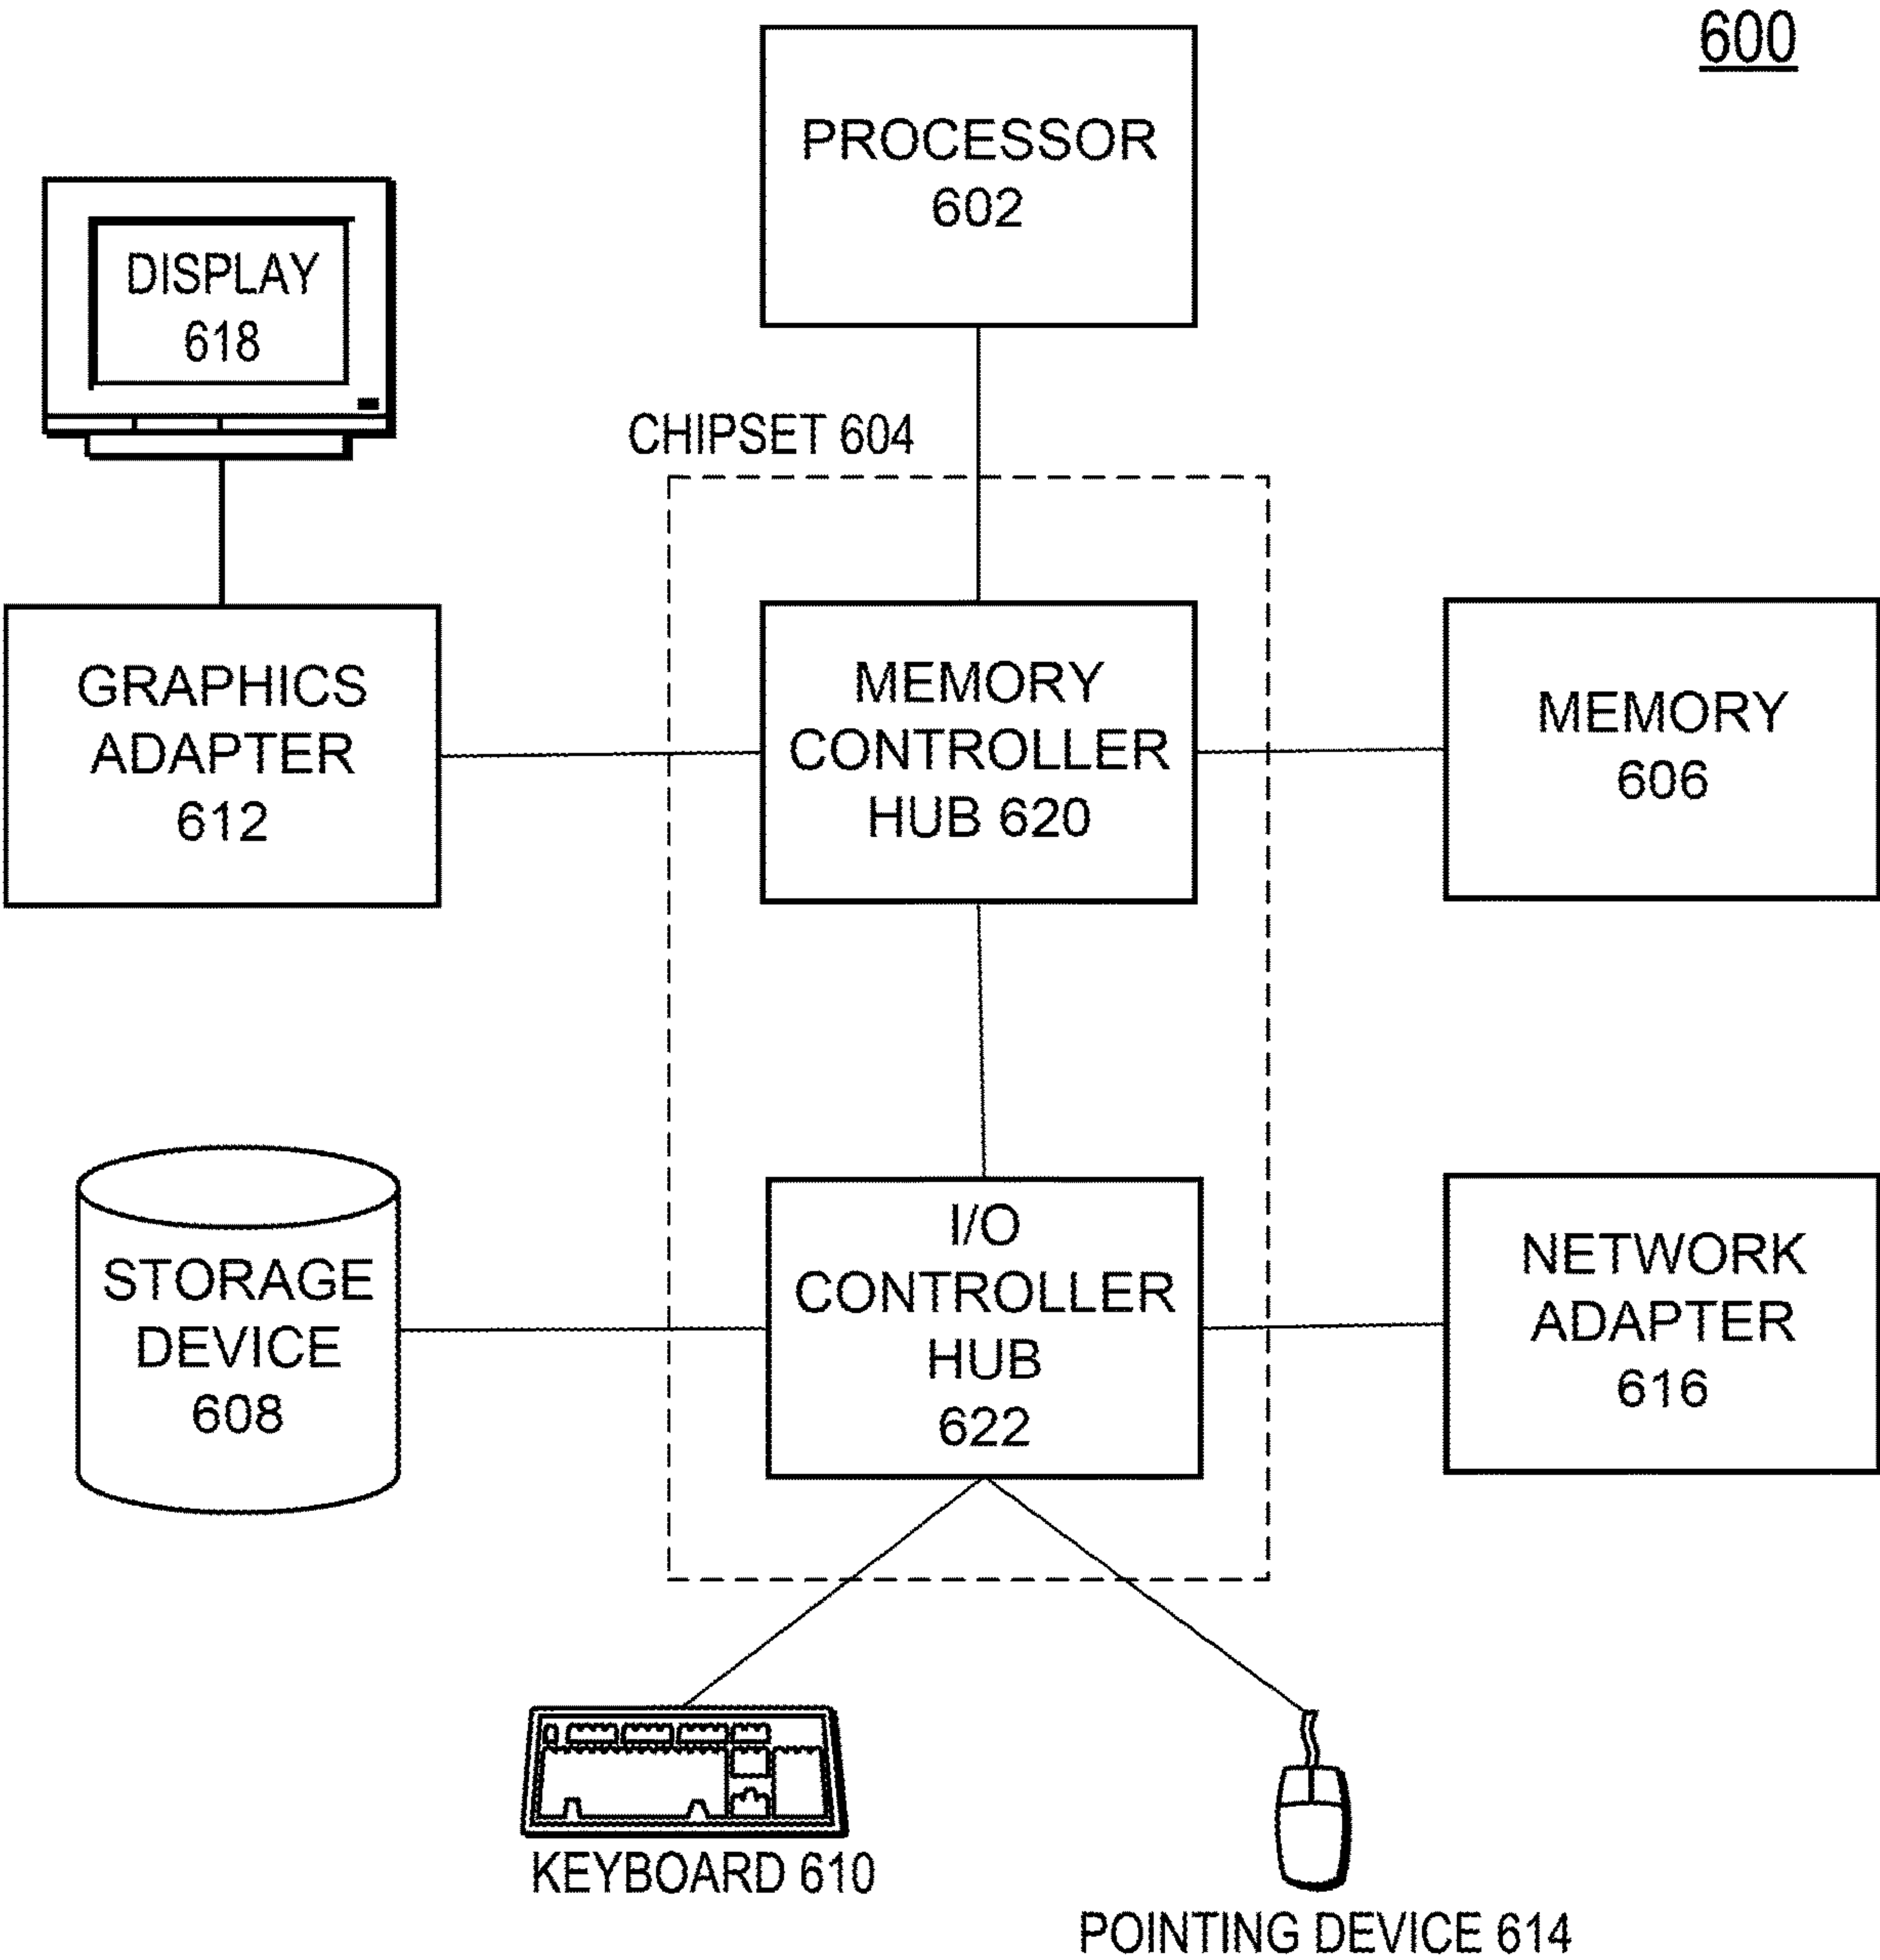 600
PROCESSOR
602
DISPLAY
618
CHIPSET 604
GRAPHICS
ADAPTER
612
MEMORY
CONTROLLER
HUB 620
MEMORY
606
STORAGE
DEVICE
608
I/O
CONTROLLER
HUB
622
NETWORK
ADAPTER
616
KEYBOARD 610
POINTING DEVICE 614